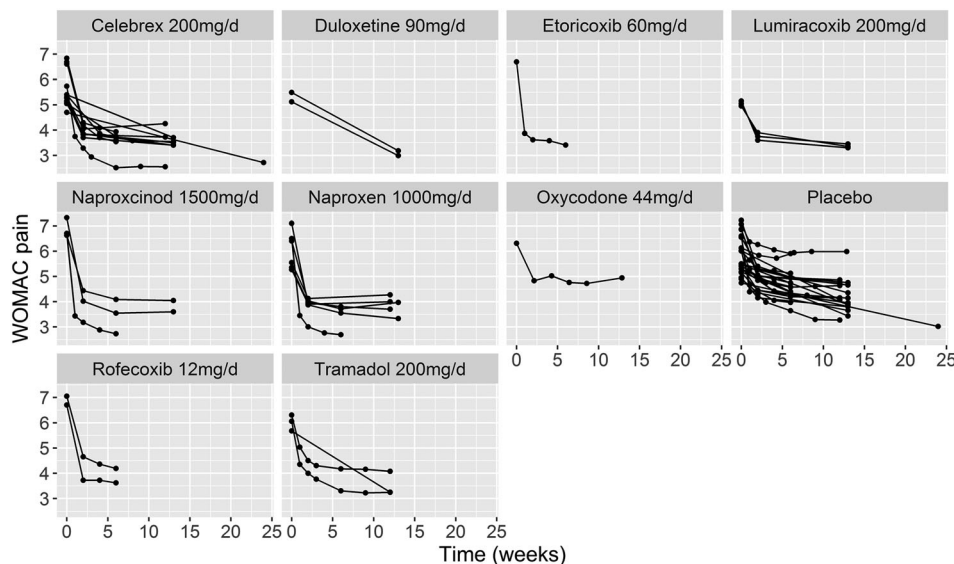 Celebrex 200mg/d Duloxetine 90mg/d Etoricoxib 60mg/d Lumiracoxib 200mg/d
7
6
5
4
3
Naproxcinod 1500mg/d Naproxen 1000mg/d Oxycodone 44mg/d Placebo
7
6
5
4
3
WOMAC pain
Rofecoxib 12mg/d Tramadol 200mg/d
0 5 10 15 20 25 0 5 10 15 20 25
7
6
5
4
3
0 5 10 15 20 25 0 5 10 15 20 25
Time (weeks)